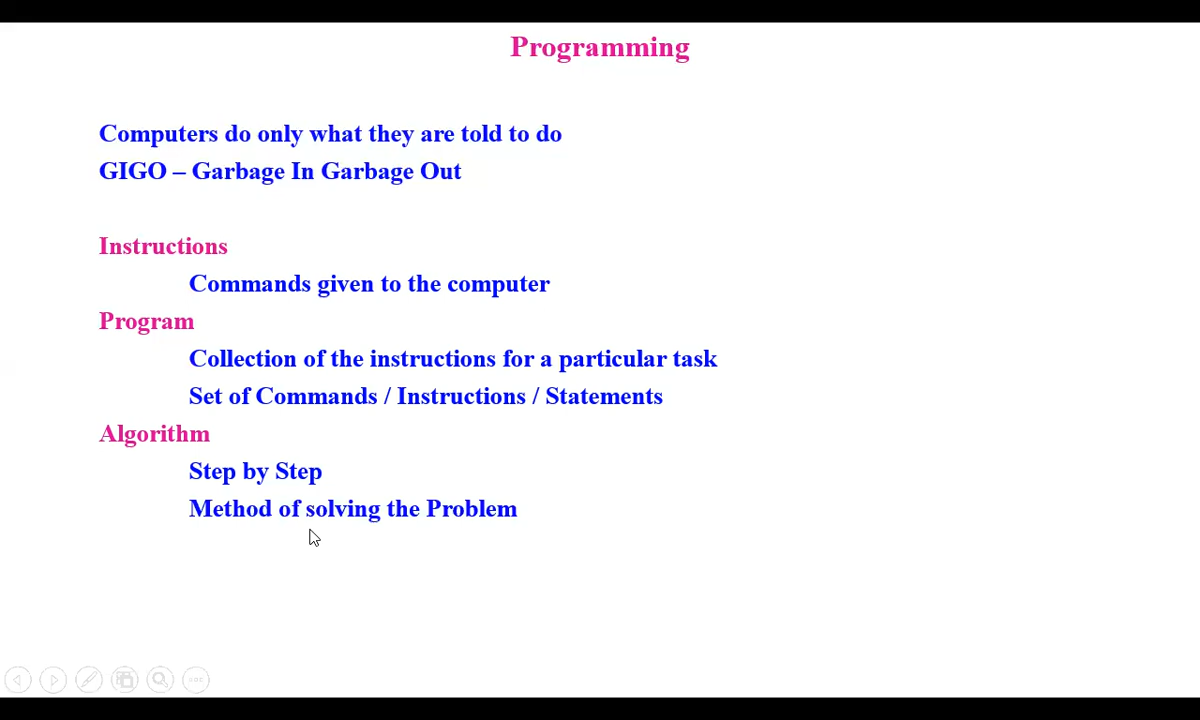 Programming
Computers do only what they are told to do
GIGO – Garbage In Garbage Out
Instructions
Commands given to the computer
Program
Collection of the instructions for a particular task
Set of Commands / Instructions / Statements
Algorithm
Step by Step
Method of solving the Problem